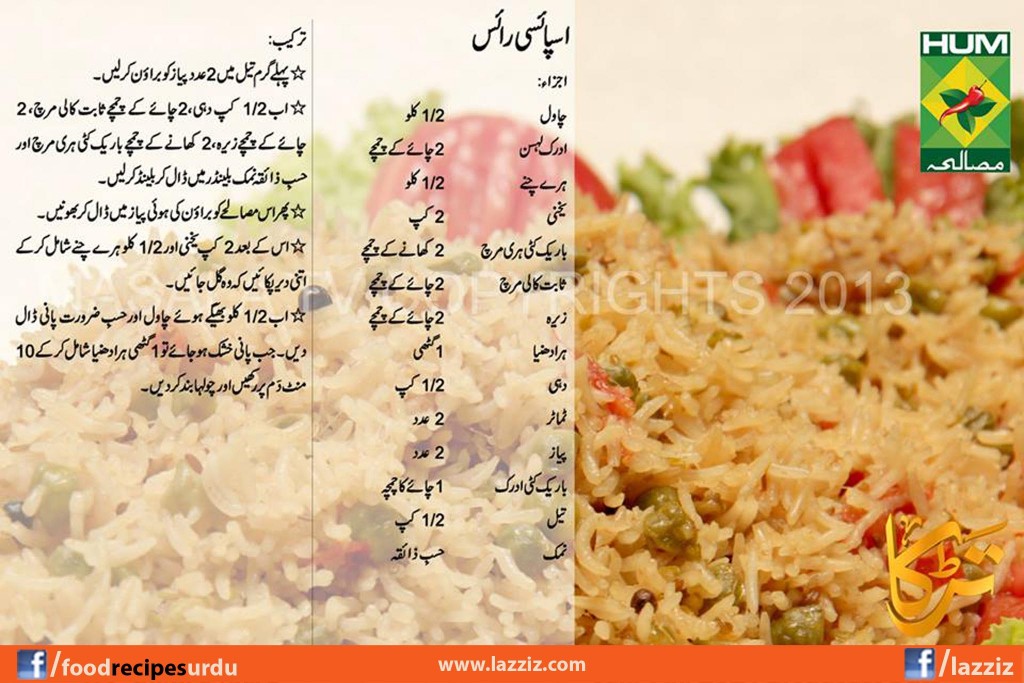 اسپائسی رائس
اجزاء:
چاول 1/2 کلو
ادرک لہسن 2 چائے کے چمچے
ہرے چنے 1/2 کلو
یخنی 2 کپ
باریک کٹی ہری مرچ 2 کھانے کے چمچے
ثابت کالی مرچ 2 چائے کے چمچے
زیرہ 2 چائے کے چمچے
ہرا دھنیا 1 گٹھی
دہی 1/2 کپ
ٹماٹر 2 عدد
پیاز 2 عدد
باریک کٹی ادرک 1 چائے کا چمچہ
تیل 1/2 کپ
نمک حسبِ ذائقہ
ترکیب:
☆ پہلے گرم تیل میں 2 عدد پیاز کو براؤن کرلیں۔
☆ اب 1/2 کپ دہی، 2 چائے کے چمچے ثابت کالی مرچ، 2
چائے کے چمچے زیرہ، 2 کھانے کے چمچے باریک کٹی ہری مرچ اور
حسبِ ذائقہ نمک بلینڈر میں ڈال کر بلینڈ کرلیں۔
☆ پھر اس مصالحے کو براؤن کی ہوئی پیاز میں ڈال کر بھونیں۔
☆ اس کے بعد 2 کپ یخنی اور 1/2 کلو ہرے چنے شامل کرکے
اتنی دیر پکائیں کہ وہ گل جائیں۔
☆ اب 1/2 کلو بھیگے ہوئے چاول اور حسبِ ضرورت پانی ڈال
دیں۔ جب پانی خشک ہوجائے تو 1 گٹھی ہرا دھنیا شامل کرکے 10
منٹ دَم پر رکھیں اور چولہا بند کردیں۔
HUM
مصالحہ
MASALA TV COPYRIGHTS 2013
تڑکا
f/foodrecipesurdu
www.lazziz.com
f/lazziz